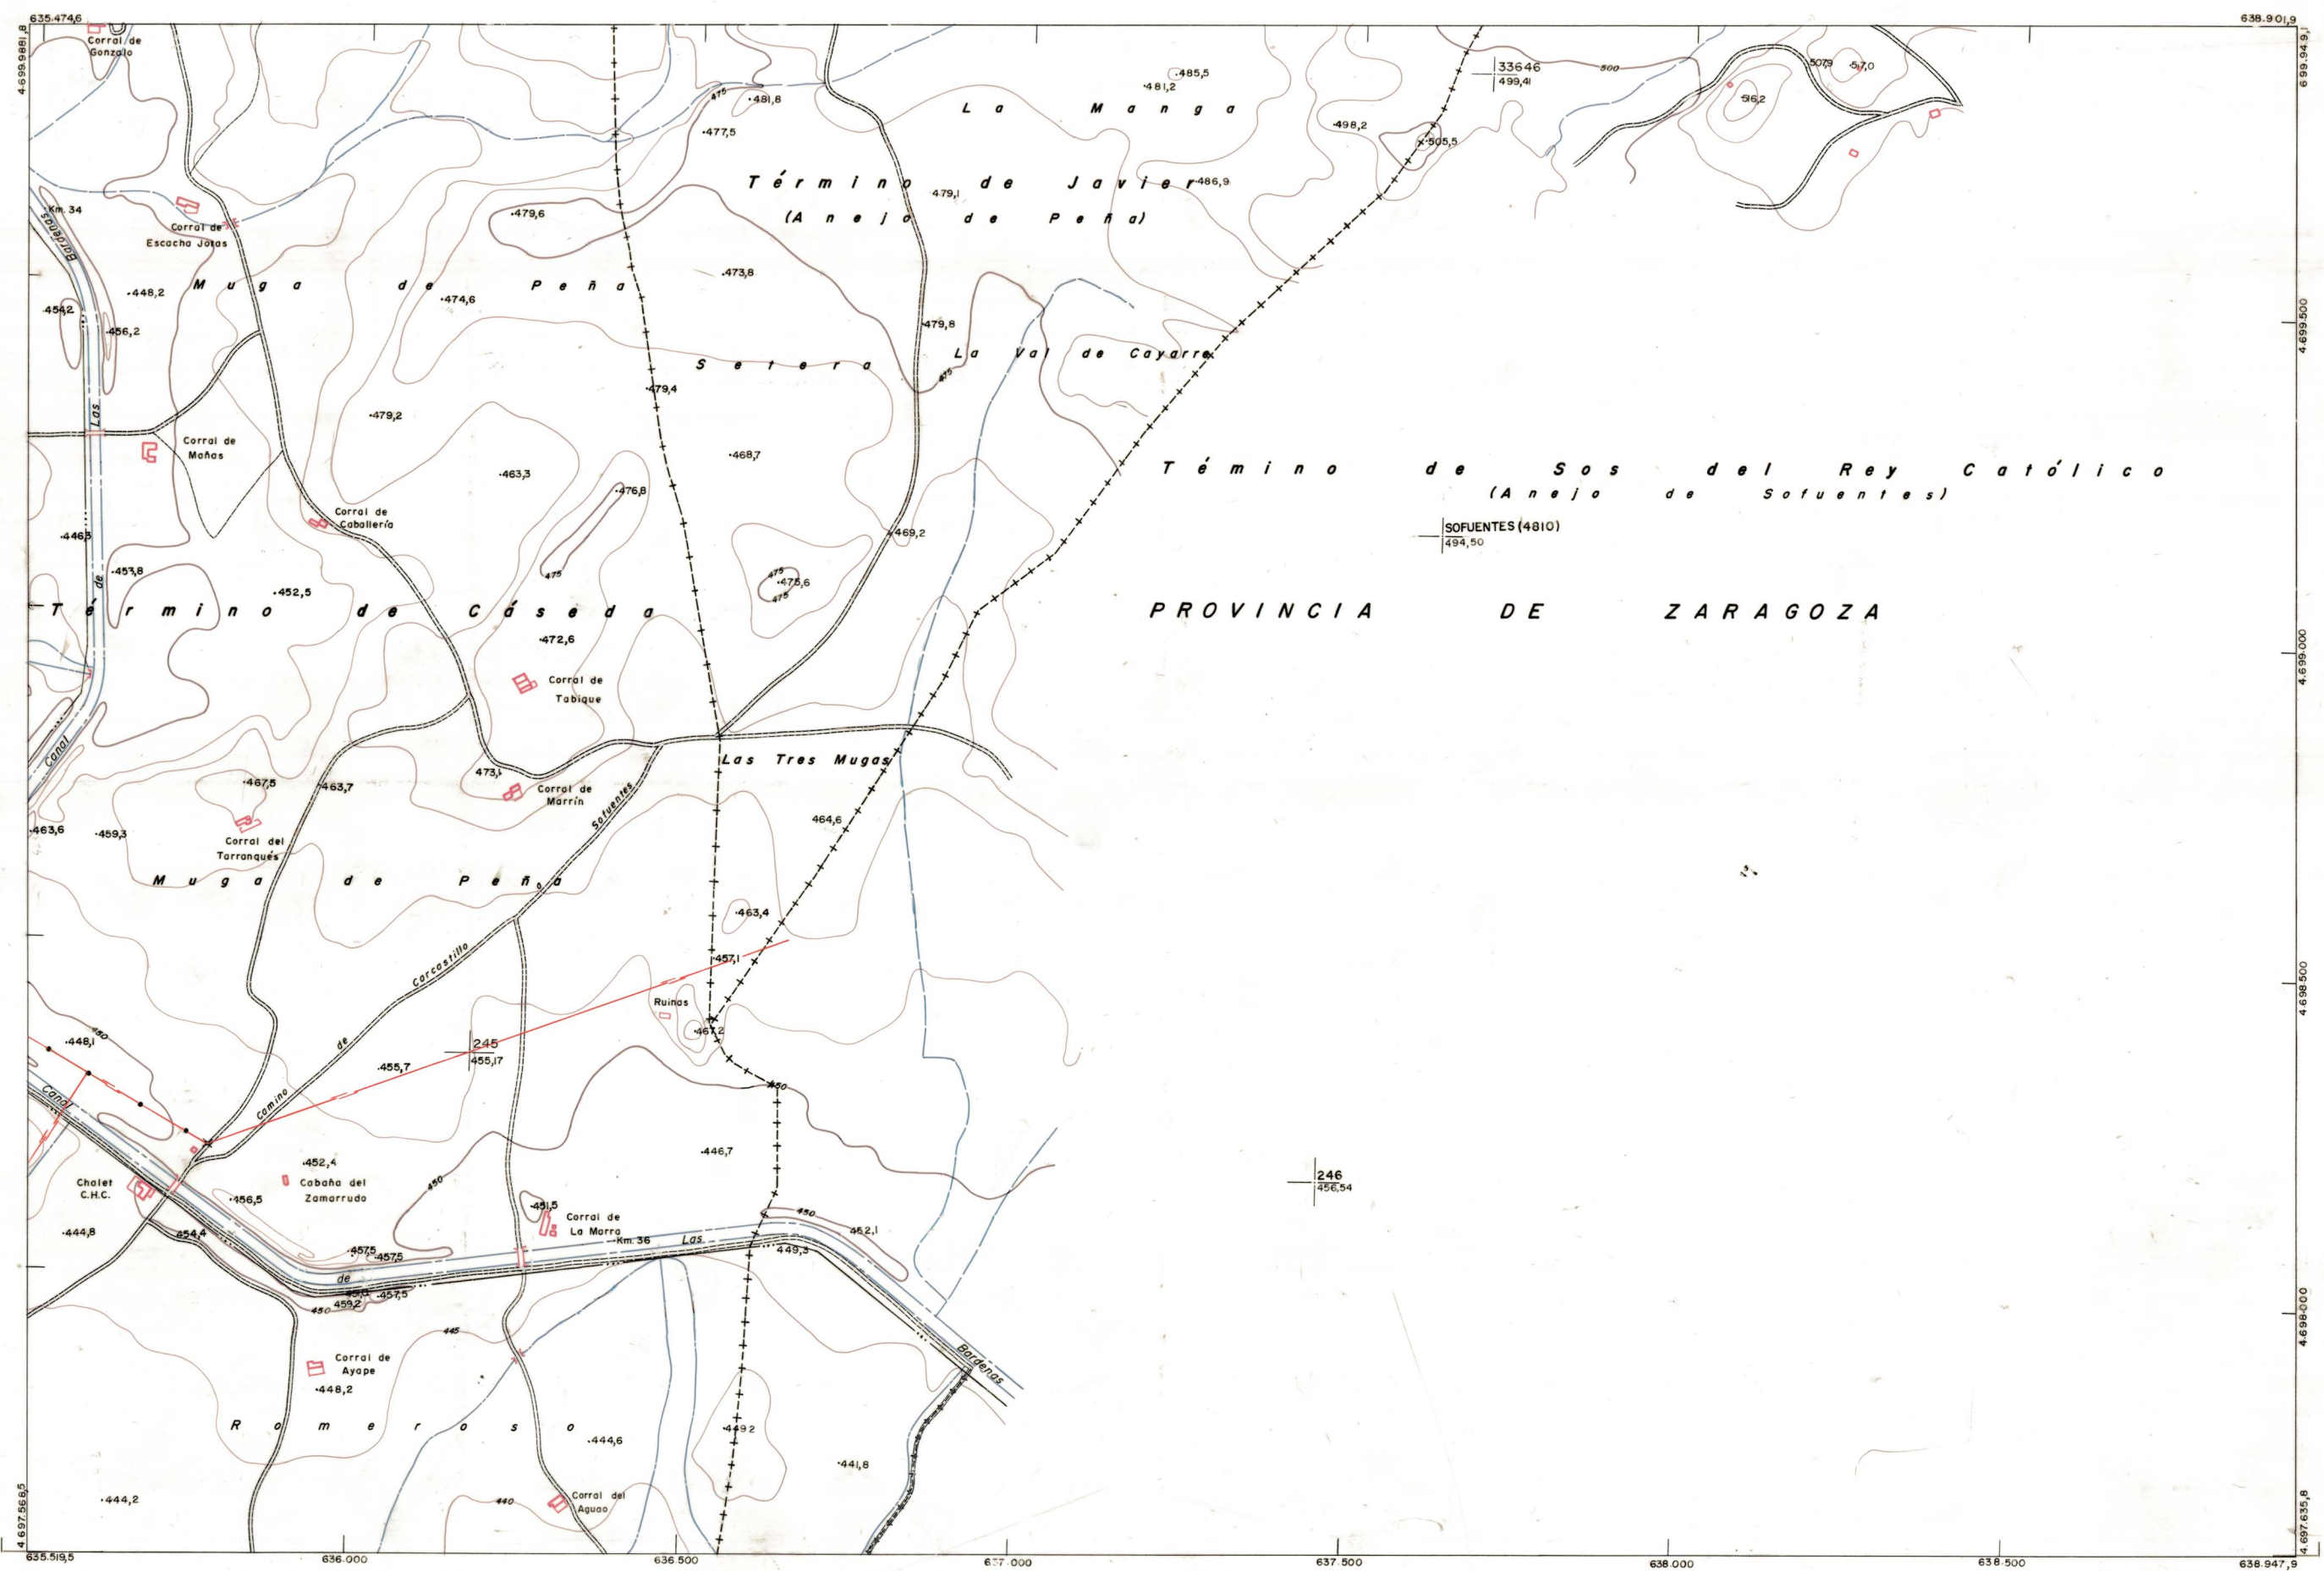 635.474,6
638.901,9
4.699.9881,8
4.699.94.9,1
Corral de
Gonzalo
475
481,8
477,5
485,5
481,2
La Manga
33646
499,41
500
498,2
505,5
507,9
517,0
516,2
Término de Javier
486,9
(Anejo de Peña)
479,1
479,6
Km. 34
Bardenas
Corral de
Escacha Jotas
473,8
Muga de Peña
448,2
474,6
454,2
456,2
479,8
4.699.500
Setera
La Val de Cayarre
475
479,4
479,2
Las
Corral de
Mañas
468,7
463,3
476,8
Témino de Sos del Rey Católico
(Anejo de Sofuentes)
Corral de
Caballería
SOFUENTES (4810)
494,50
446,5
469,2
453,8
475
475
475,6
475
452,5
de
Término de Cáseda
PROVINCIA DE ZARAGOZA
472,6
4.699.000
Corral de
Tabique
Canal
Las Tres Mugas
473,1
467,5
463,7
Corral de
Marrín
Sofuentes
464,6
463,6
459,3
Corral del
Tarranqués
Muga de Peña
463,4
457,1
Carcastillo
4.698.500
Ruinas
467,2
450
448,1
245
455,17
de
455,7
450
Camino
Canal
446,7
452,4
Chalet
C.H.C.
Cabaña del
Zamarrudo
450
246
456,54
456,5
451,5
Corral de
La Marra
450
452,1
444,8
454,4
Km. 36
Las
449,3
457,5
457,5
de
457,5
459,2
450
4.698.000
445
Bardenas
Corral de
Ayape
448,2
Romeroso
444,6
449,2
441,8
444,2
440
Corral del
Aguao
4.697.568,5
4.697.635,8
635.519,5
636.000
636.500
637.000
637.500
638.000
638.500
638.947,9